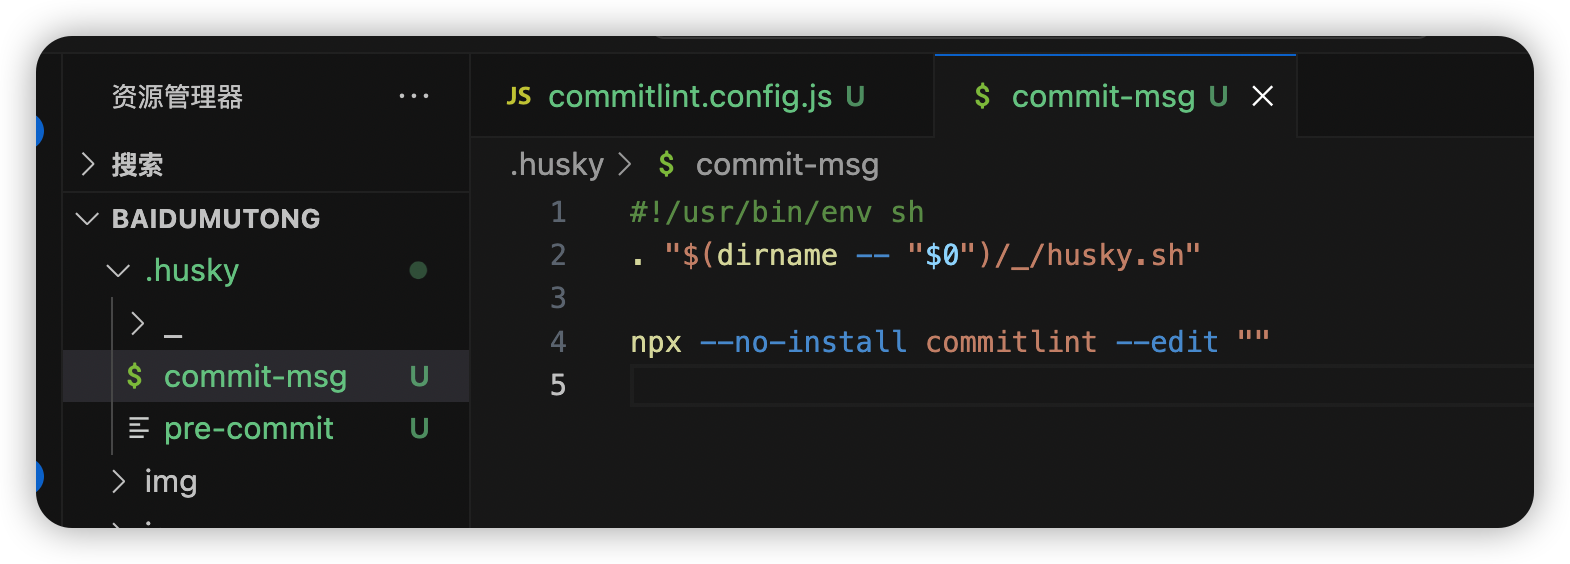 资源管理器 ···
搜索
BAIDUMUTONG
.husky
_
commit-msg U
pre-commit U
img
JS commitlint.config.js U
$ commit-msg U
.husky > $ commit-msg
1 #!/usr/bin/env sh
2 . "$(dirname -- "$0")/_/husky.sh"
3
4 npx --no-install commitlint --edit ""
5